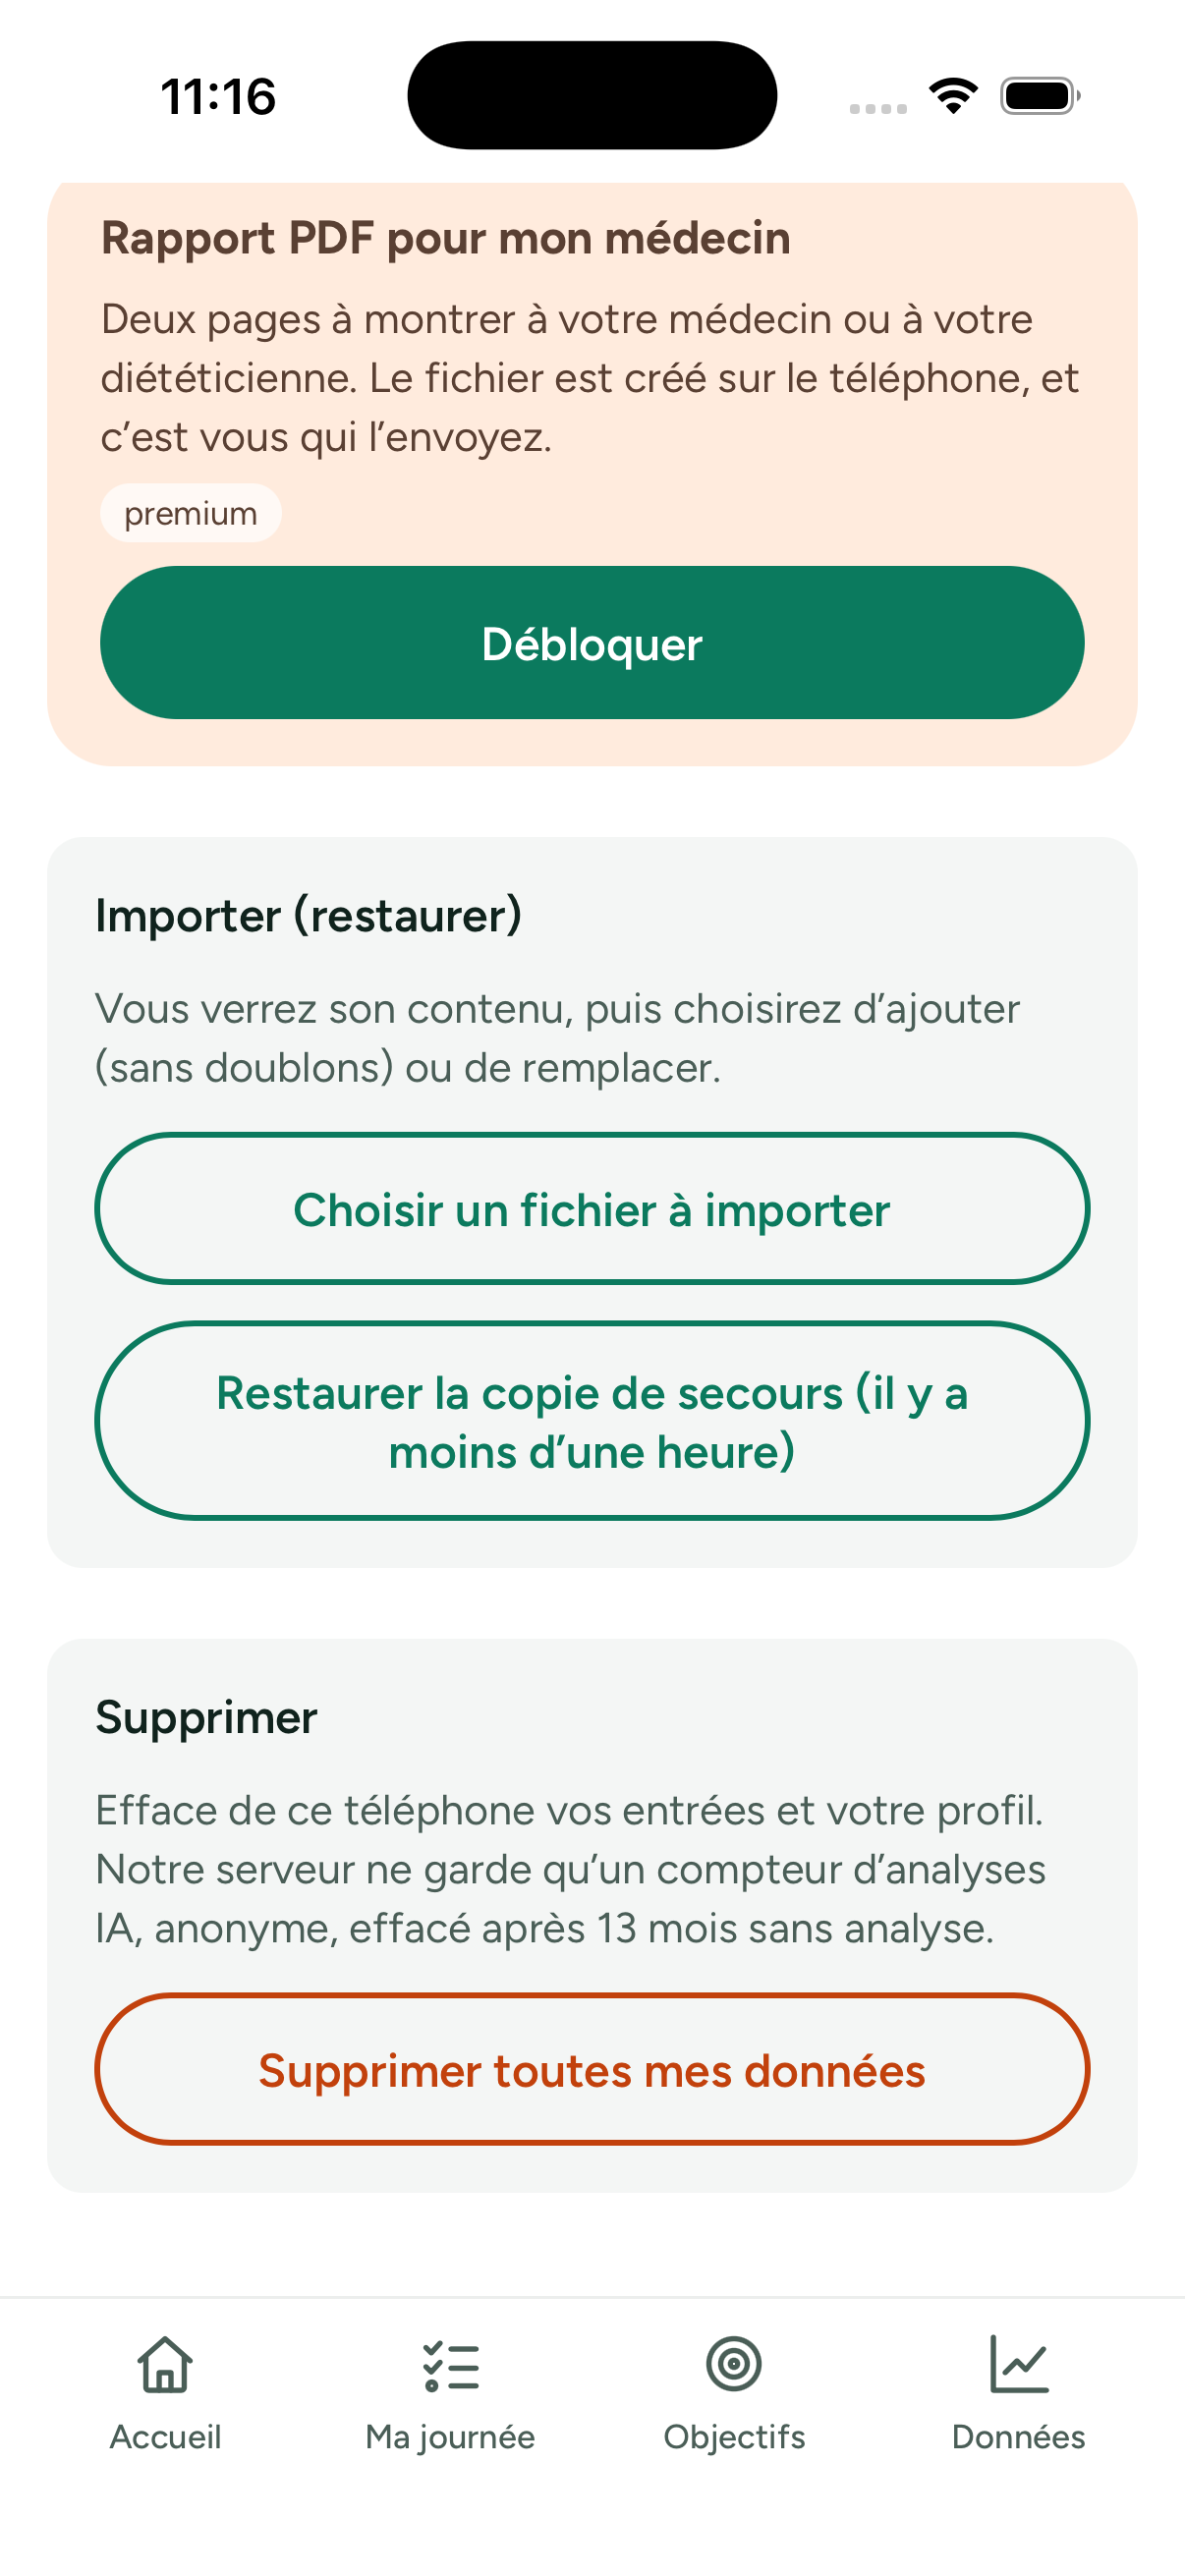 11:16
Rapport PDF pour mon médecin
Deux pages à montrer à votre médecin ou à votre
diététicienne. Le fichier est créé sur le téléphone, et
c’est vous qui l’envoyez.
premium
Débloquer
Importer (restaurer)
Vous verrez son contenu, puis choisirez d’ajouter
(sans doublons) ou de remplacer.
Choisir un fichier à importer
Restaurer la copie de secours (il y a
moins d’une heure)
Supprimer
Efface de ce téléphone vos entrées et votre profil.
Notre serveur ne garde qu’un compteur d’analyses
IA, anonyme, effacé après 13 mois sans analyse.
Supprimer toutes mes données
Accueil
Ma journée
Objectifs
Données